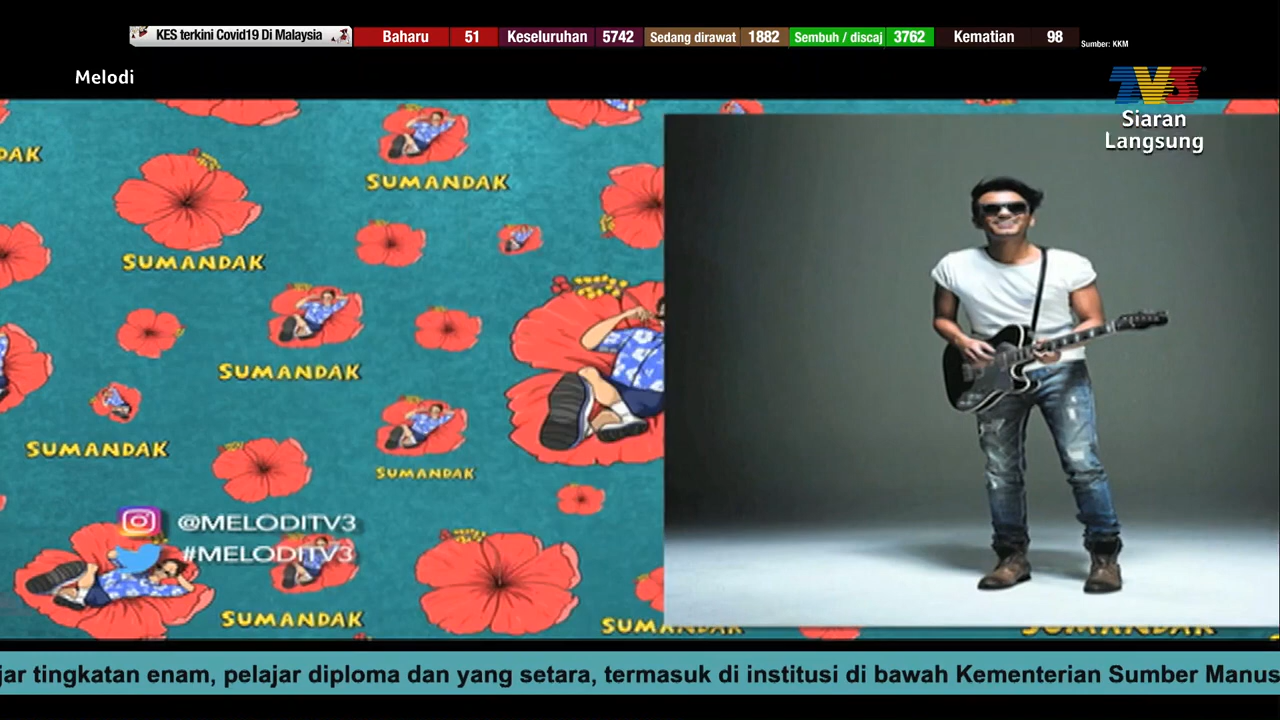 KES terkini Covid19 Di Malaysia Baharu 51 Keseluruhan 5742 Sedang dirawat 1882 Sembuh / discaj 3762 Kematian 98 Sumber: KKM
Melodi
TV3
Siaran
Langsung
DAK
SUMANDAK
SUMANDAK
SUMANDAK
SUMANDAK
SUMANDAK
@MELODITV3
#MELODITV3
SUMANDAK
SUMANDAK
SUMANDAK
jar tingkatan enam, pelajar diploma dan yang setara, termasuk di institusi di bawah Kementerian Sumber Manus